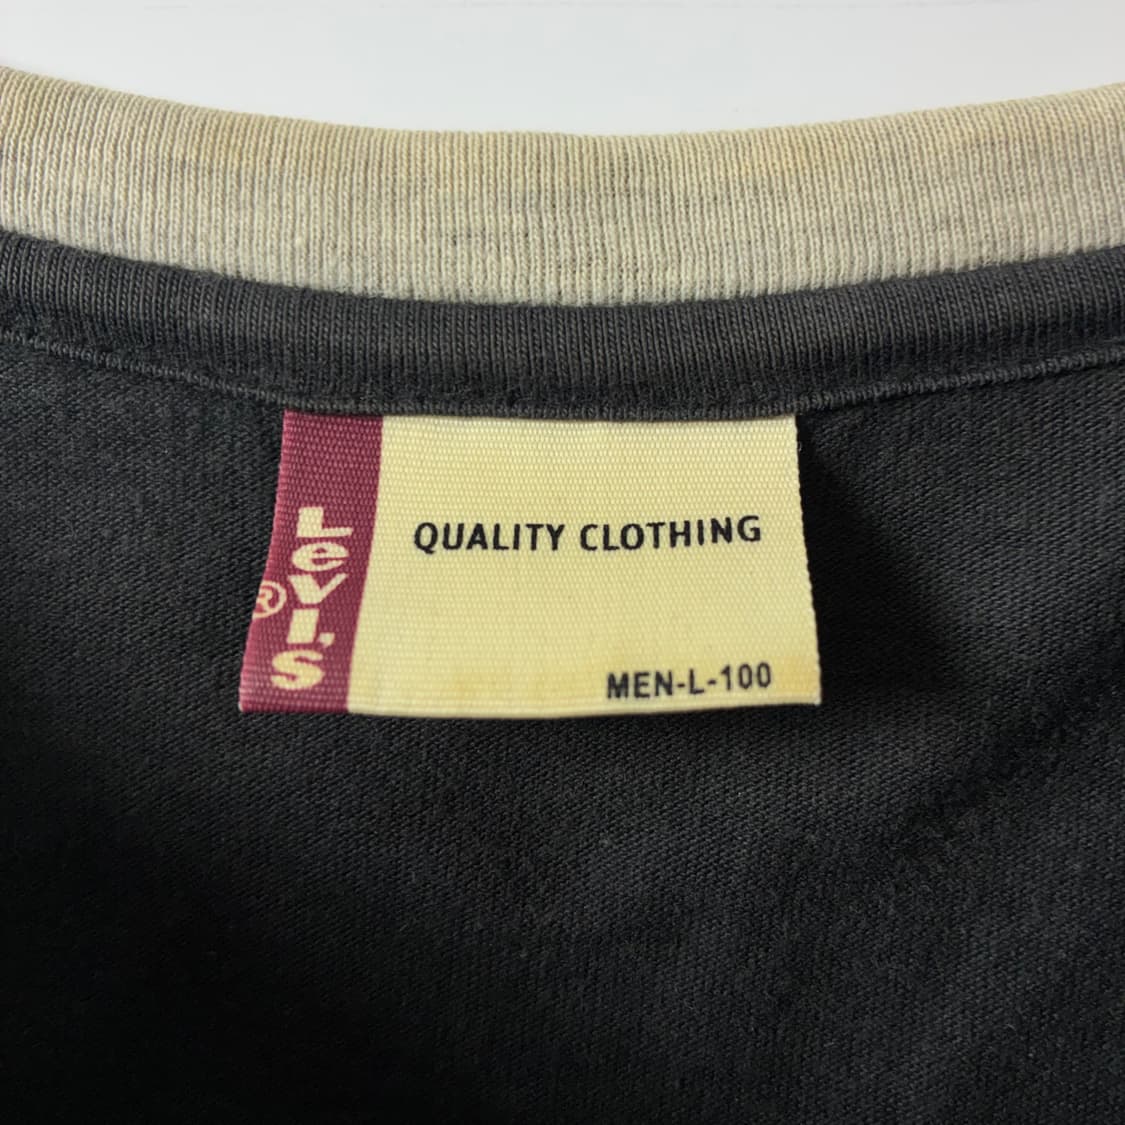 LeVI'S
®
QUALITY CLOTHING
MEN-L-100